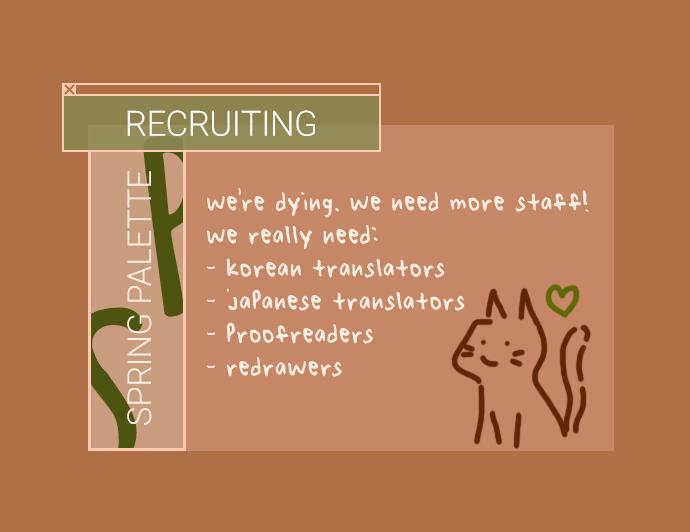 RECRUITING
SPRING PALETTE
we're dying. we need more staff!
we really need:
- korean translators
- japanese translators
- proofreaders
- redrawers